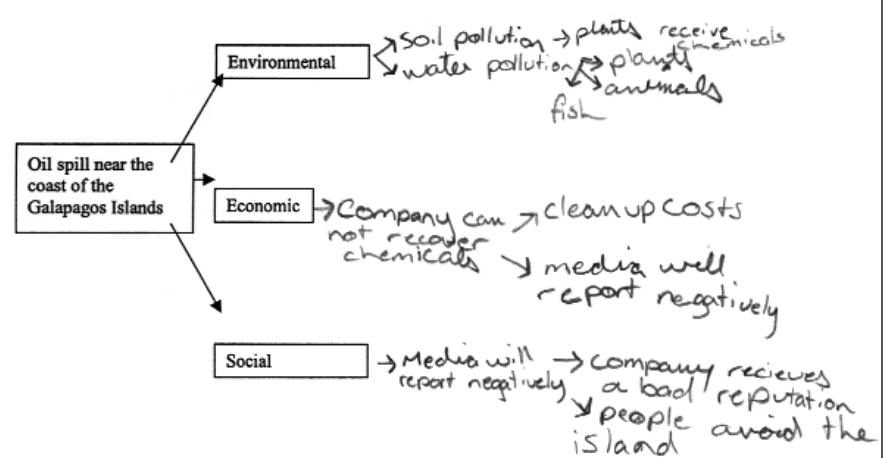 Environmental
soil pollution → plants receive chemicals
water pollution → plants
animals
fish
Oil spill near the
coast of the
Galapagos Islands
Economic
Company can
not recover
chemicals
cleanup costs
media will
report negatively
Social
Media will
report negatively
company recieves
a bad reputation
people avoid the
island